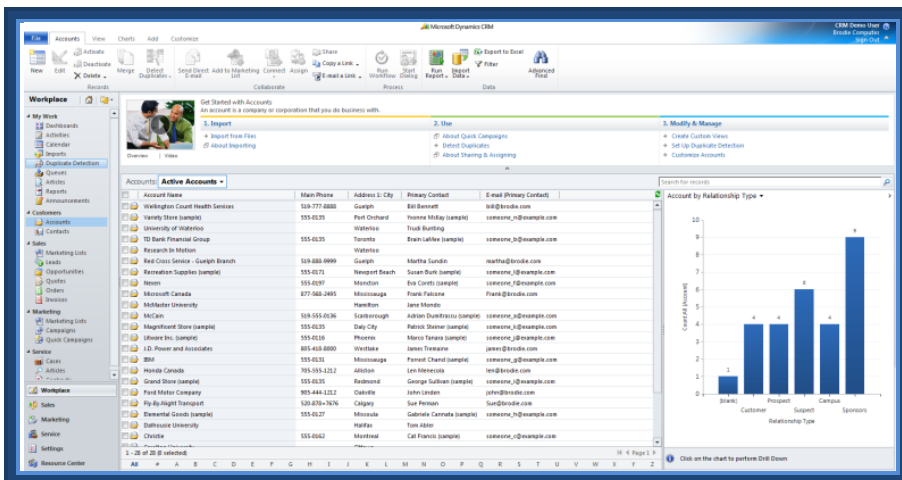 Microsoft Dynamics CRM
CRM Demo User
Brodie Computer
Sign Out
File Accounts View Charts Add Customize
New
Edit
Activate
Deactivate
Delete
Records
Merge
Detect Duplicates
Send Direct E-mail
Add to Marketing List
Connect
Assign
Share
Copy a Link
E-mail a Link
Collaborate
Run Workflow
Start Dialog
Process
Run Report
Import Data
Export to Excel
Filter
Advanced Find
Data
Workplace
My Work
Dashboards
Activities
Calendar
Imports
Duplicate Detection
Queues
Articles
Reports
Announcements
Customers
Accounts
Contacts
Sales
Marketing Lists
Leads
Opportunities
Quotes
Orders
Invoices
Marketing
Marketing Lists
Campaigns
Quick Campaigns
Service
Cases
Articles
Workplace
Sales
Marketing
Service
Settings
Resource Center
Get Started with Accounts
An account is a company or corporation that you do business with.
Overview | Video
1. Import
Import from Files
About Importing
2. Use
About Quick Campaigns
Detect Duplicates
About Sharing & Assigning
3. Modify & Manage
Create Custom Views
Set Up Duplicate Detection
Customize Accounts
Accounts: Active Accounts
Search for records
Account Name Main Phone Address 1: City Primary Contact E-mail (Primary Contact)
Wellington Count Health Services 519-777-8888 Guelph Bill Bennett bill@brodie.com
Variety Store (sample) 555-0135 Port Orchard Yvonne McKay (sample) someone_n@example.com
University of Waterloo Waterloo Trudi Bunting
TD Bank Financial Group 555-0135 Toronto Brain LaMee (sample) someone_b@example.com
Research In Motion Waterloo
Red Cross Service - Guelph Branch 519-880-9999 Guelph Martha Sundin martha@brodie.com
Recreation Supplies (sample) 555-0171 Newport Beach Susan Burk (sample) someone_l@example.com
Neven 555-0197 Moncton Eva Corets (sample) someone_f@example.com
Microsoft Canada 877-568-2495 Mississauga Frank Falcone Frank@brodie.com
McMaster University Hamilton Jane Mondo
McCain 519-555-0136 Scarborough Adrian Dumitrascu (sample) someone_a@example.com
Magnificent Store (sample) 555-0135 Daly City Patrick Steiner (sample) someone_k@example.com
Litware Inc. (sample) 555-0116 Phoenix Marco Tanara (sample) someone_j@example.com
J.D. Power and Associates 805-418-8000 Westlake James Tremaine james@brodie.com
IBM 555-0131 Mississauga Forrest Chand (sample) someone_g@example.com
Honda Canada 705-555-1212 Alliston Len Menecola len@brodie.com
Grand Store (sample) 555-0135 Redmond George Sullivan (sample) someone_i@example.com
Ford Motor Company 905-444-1212 Oakville John Linden john@brodie.com
Fly-By-Night Transport 520-878-7676 Calgary Sue Perman Sue@brodie.com
Elemental Goods (sample) 555-0127 Missoula Gabriele Cannata (sample) someone_h@example.com
Dalhousie University Halifax Tom Abler
Christie 555-0162 Montreal Cat Francis (sample) someone_c@example.com
1 - 28 of 28 (0 selected)
Page 1
All # A B C D E F G H I J K L M N O P Q R S T U V W X Y Z
Account by Relationship Type
Count:All (Account)
10
9
8
7
6
5
4
3
2
1
0
1 4 4 6 4 9
(blank) Prospect Campus
Customer Suspect Sponsors
Relationship Type
Click on the chart to perform Drill Down